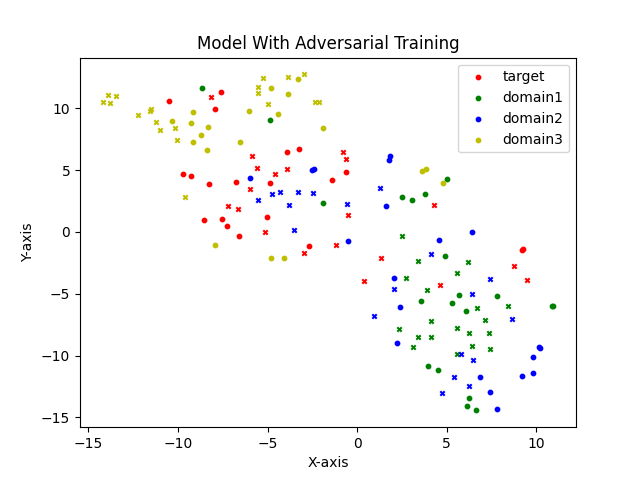 Model With Adversarial Training
target
domain1
domain2
domain3
10
5
0
−5
−10
−15
Y-axis
−15
−10
−5
0
5
10
X-axis